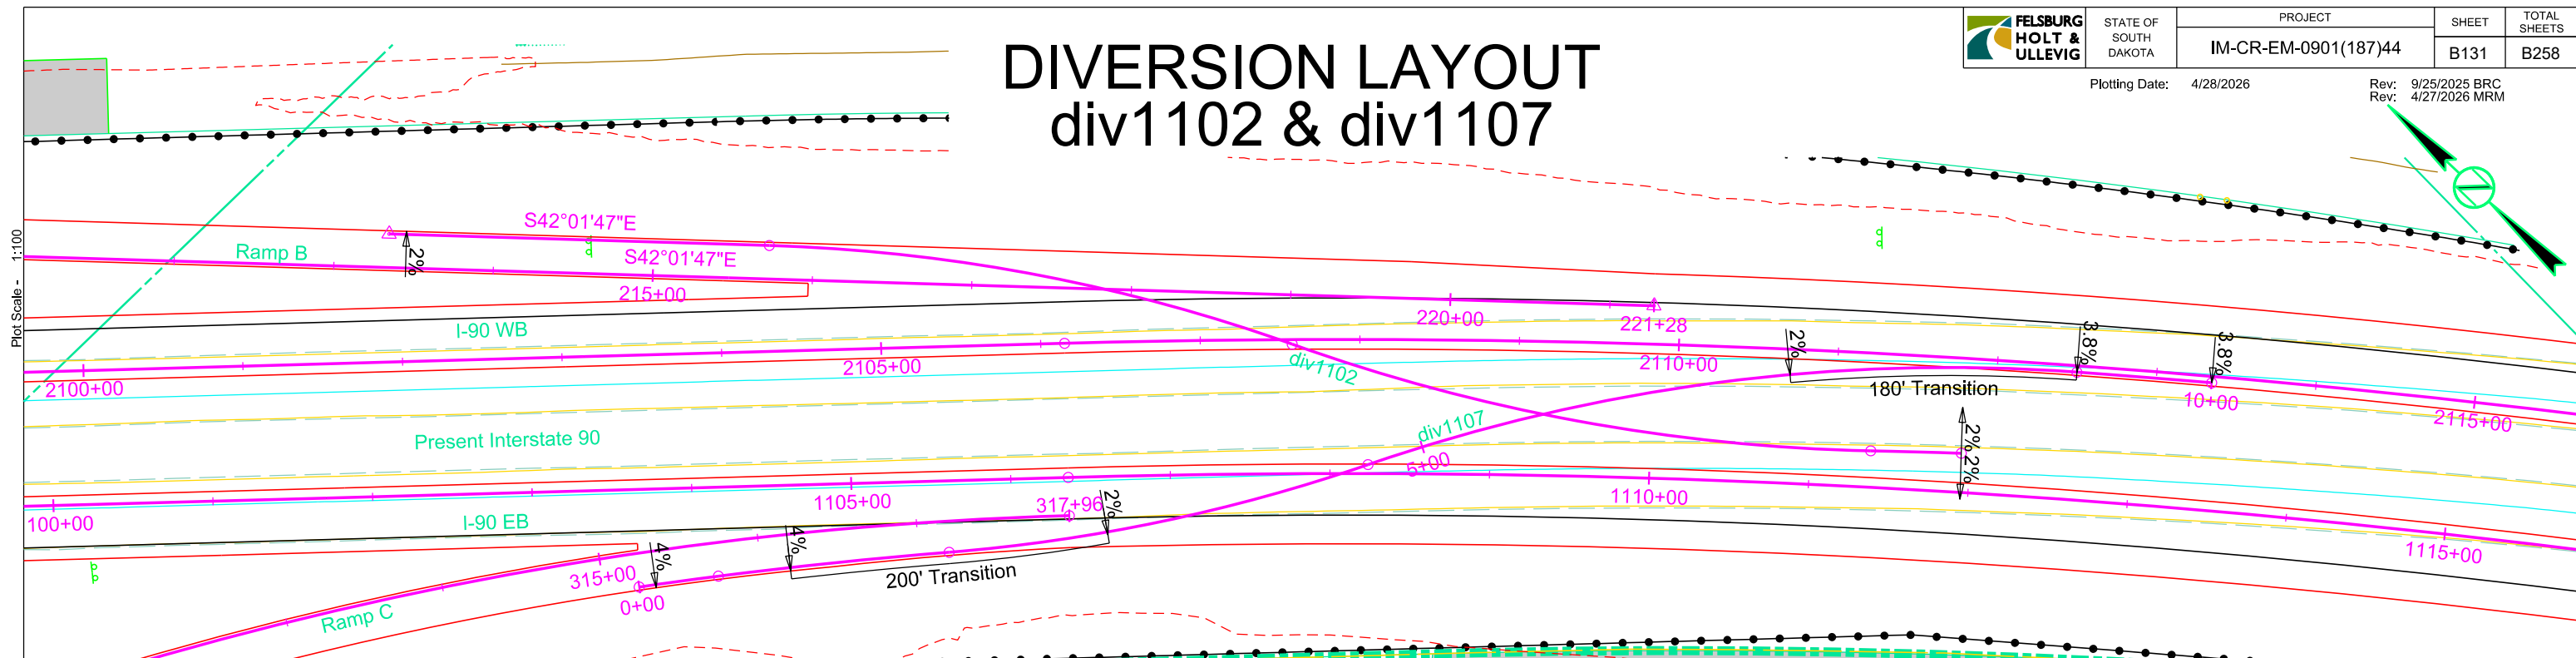 DIVERSION LAYOUT
div1102 & div1107
FELSBURG
HOLT &
ULLEVIG
STATE OF
SOUTH
DAKOTA
PROJECT
IM-CR-EM-0901(187)44
SHEET
B131
TOTAL
SHEETS
B258
Plotting Date: 4/28/2026
Rev: 9/25/2025 BRC
Rev: 4/27/2026 MRM
Plot Scale - 1:100
S42°01'47"E
Ramp B
2%
S42°01'47"E
215+00
220+00
221+28
I-90 WB
2100+00
2105+00
div1102
2110+00
2%
3.8%
3.8%
180' Transition
10+00
2115+00
Present Interstate 90
div1107
5+00
2%
2%
100+00
I-90 EB
1105+00
317+96
2%
1110+00
1115+00
4%
4%
315+00
200' Transition
0+00
Ramp C